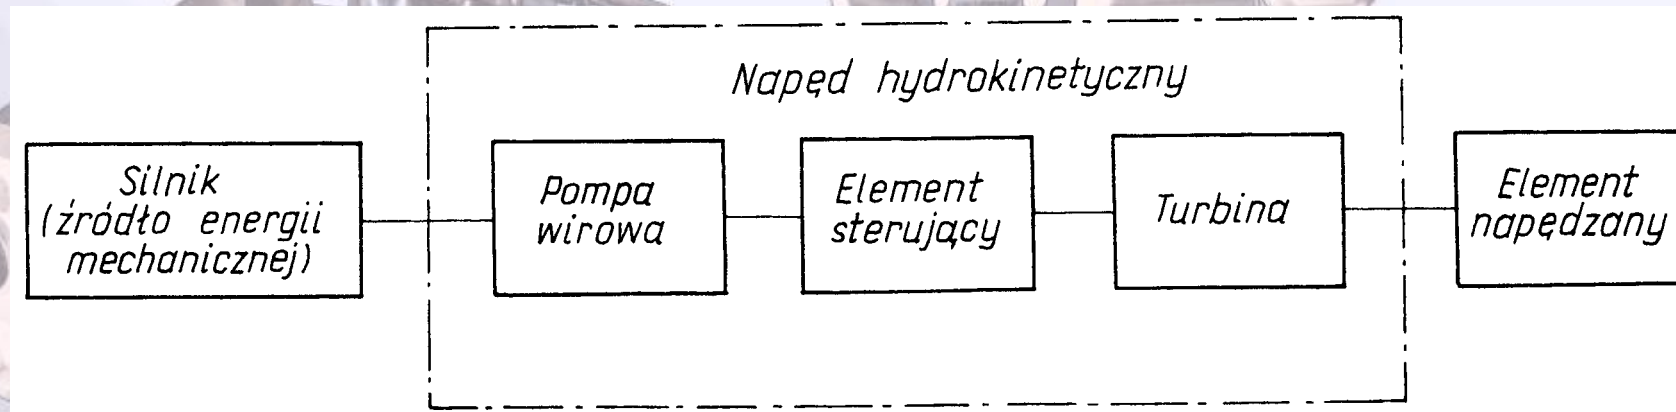 Napęd hydrokinetyczny
Silnik
(źródło energii
mechanicznej)
Pompa
wirowa
Element
sterujący
Turbina
Element
napędzany